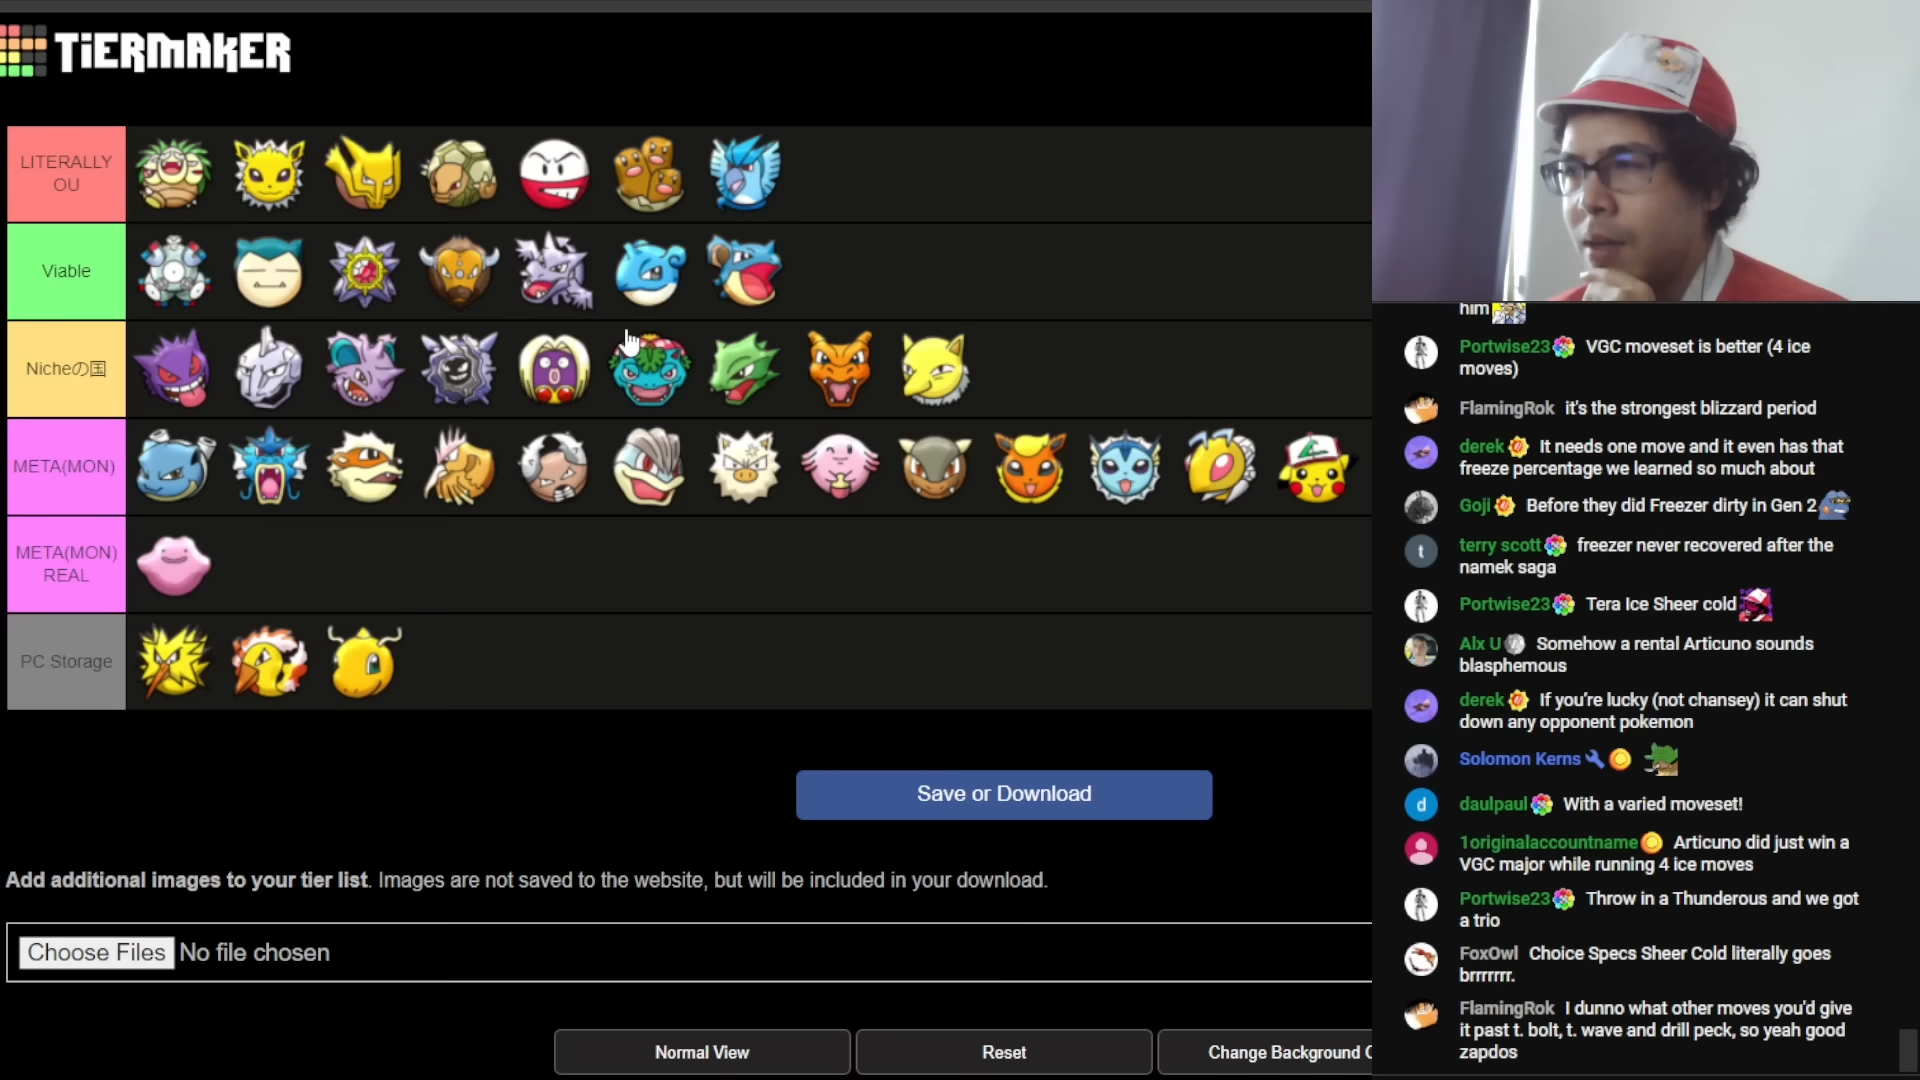 TiERMAKER
LITERALLY
OU
Viable
Nicheの国
META(MON)
META(MON)
REAL
PC Storage
Save or Download
Add additional images to your tier list. Images are not saved to the website, but will be included in your download.
Choose Files No file chosen
Normal View
Reset
Change Background C
him
Portwise23 VGC moveset is better (4 ice
moves)
FlamingRok it's the strongest blizzard period
derek It needs one move and it even has that
freeze percentage we learned so much about
Goji Before they did Freezer dirty in Gen 2
terry scott freezer never recovered after the
namek saga
Portwise23 Tera Ice Sheer cold
Alx U Somehow a rental Articuno sounds
blasphemous
derek If you’re lucky (not chansey) it can shut
down any opponent pokemon
Solomon Kerns
d
daulpaul With a varied moveset!
1originalaccountname Articuno did just win a
VGC major while running 4 ice moves
Portwise23 Throw in a Thunderous and we got
a trio
FoxOwl Choice Specs Sheer Cold literally goes
brrrrrrr.
FlamingRok I dunno what other moves you'd give
it past t. bolt, t. wave and drill peck, so yeah good
zapdos
t